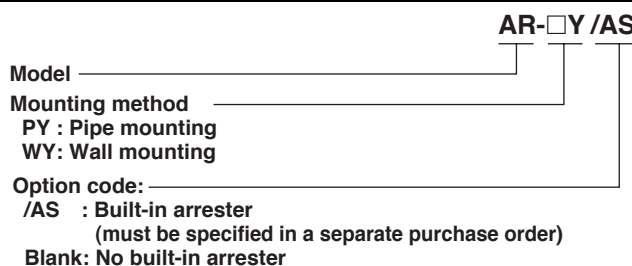 AR-□Y /AS
Model
Mounting method
PY : Pipe mounting
WY: Wall mounting
Option code:
/AS : Built-in arrester
(must be specified in a separate purchase order)
Blank: No built-in arrester